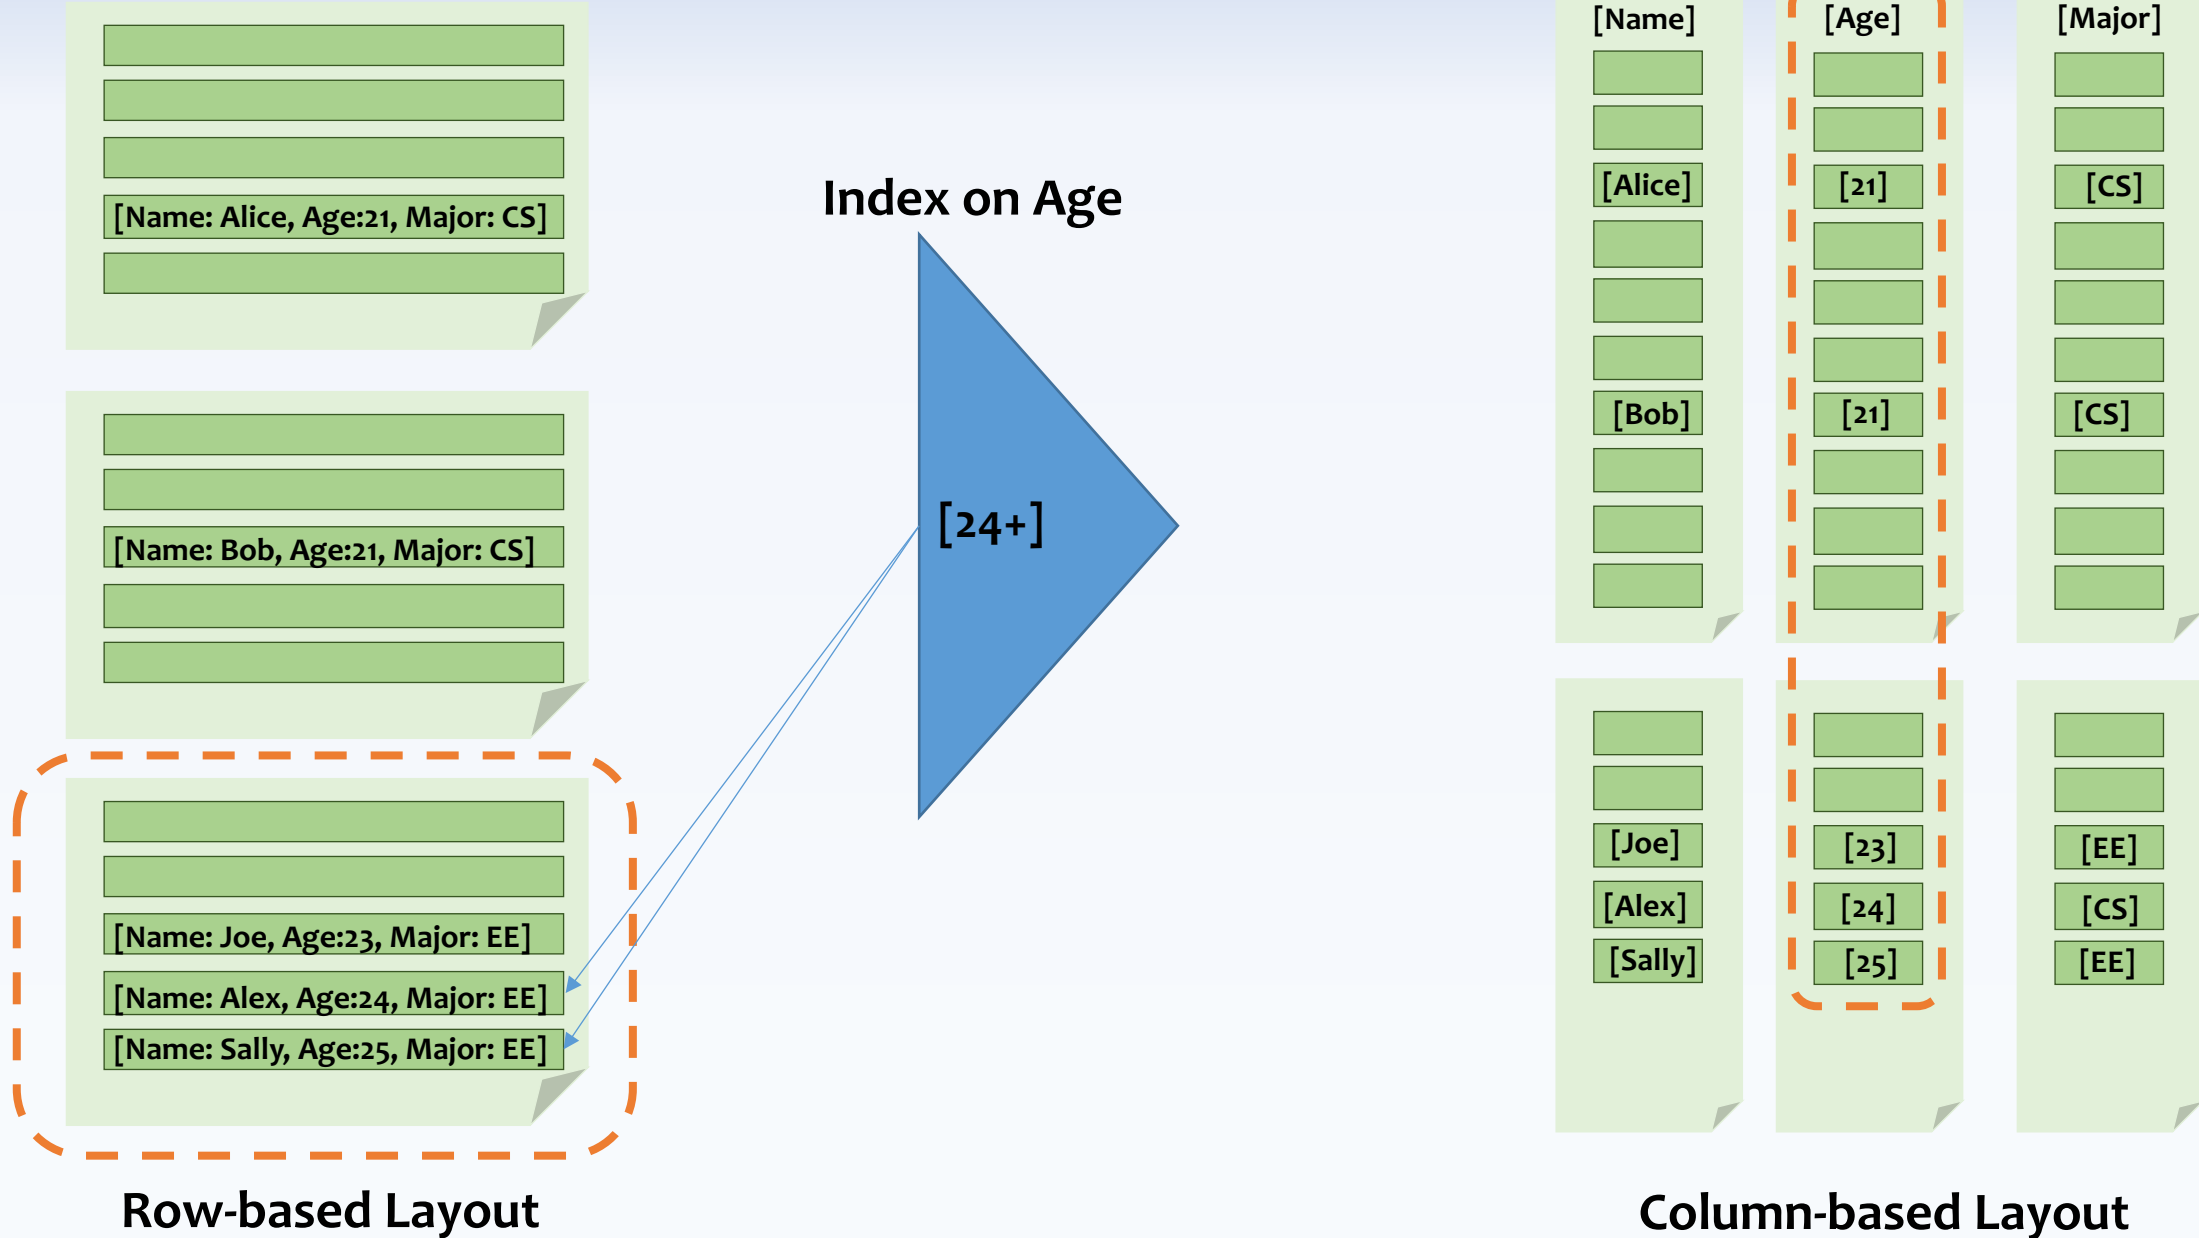 [Name: Alice, Age:21, Major: CS]
[Name: Bob, Age:21, Major: CS]
[Name: Joe, Age:23, Major: EE]
[Name: Alex, Age:24, Major: EE]
[Name: Sally, Age:25, Major: EE]
Row-based Layout
Index on Age
[24+]
[Name] [Age] [Major]
[Alice] [21] [CS]
[Bob] [21] [CS]
[Joe] [23] [EE]
[Alex] [24] [CS]
[Sally] [25] [EE]
Column-based Layout